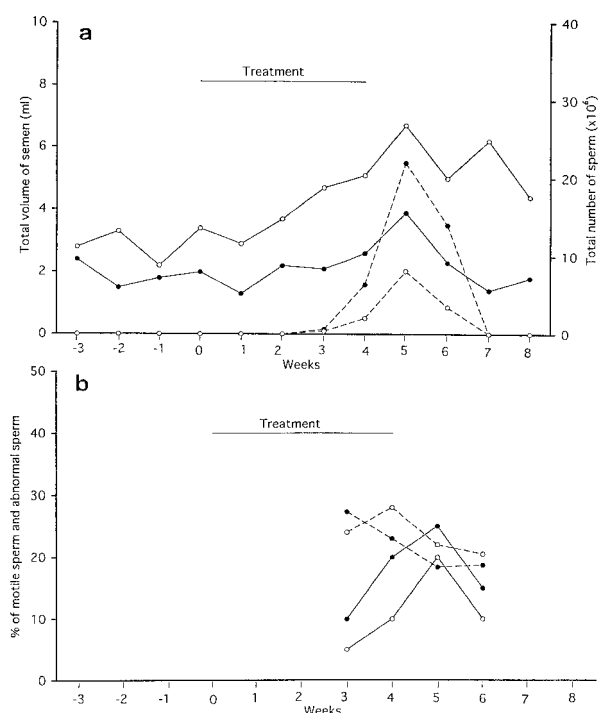 a
Treatment
Total volume of semen (ml)
Total number of sperm (x10⁶)
10
8
6
4
2
0
40
30
20
10
0
-3 -2 -1 0 1 2 3 4 5 6 7 8
Weeks
b
Treatment
% of motile sperm and abnormal sperm
50
40
30
20
10
0
-3 -2 -1 0 1 2 3 4 5 6 7 8
Weeks